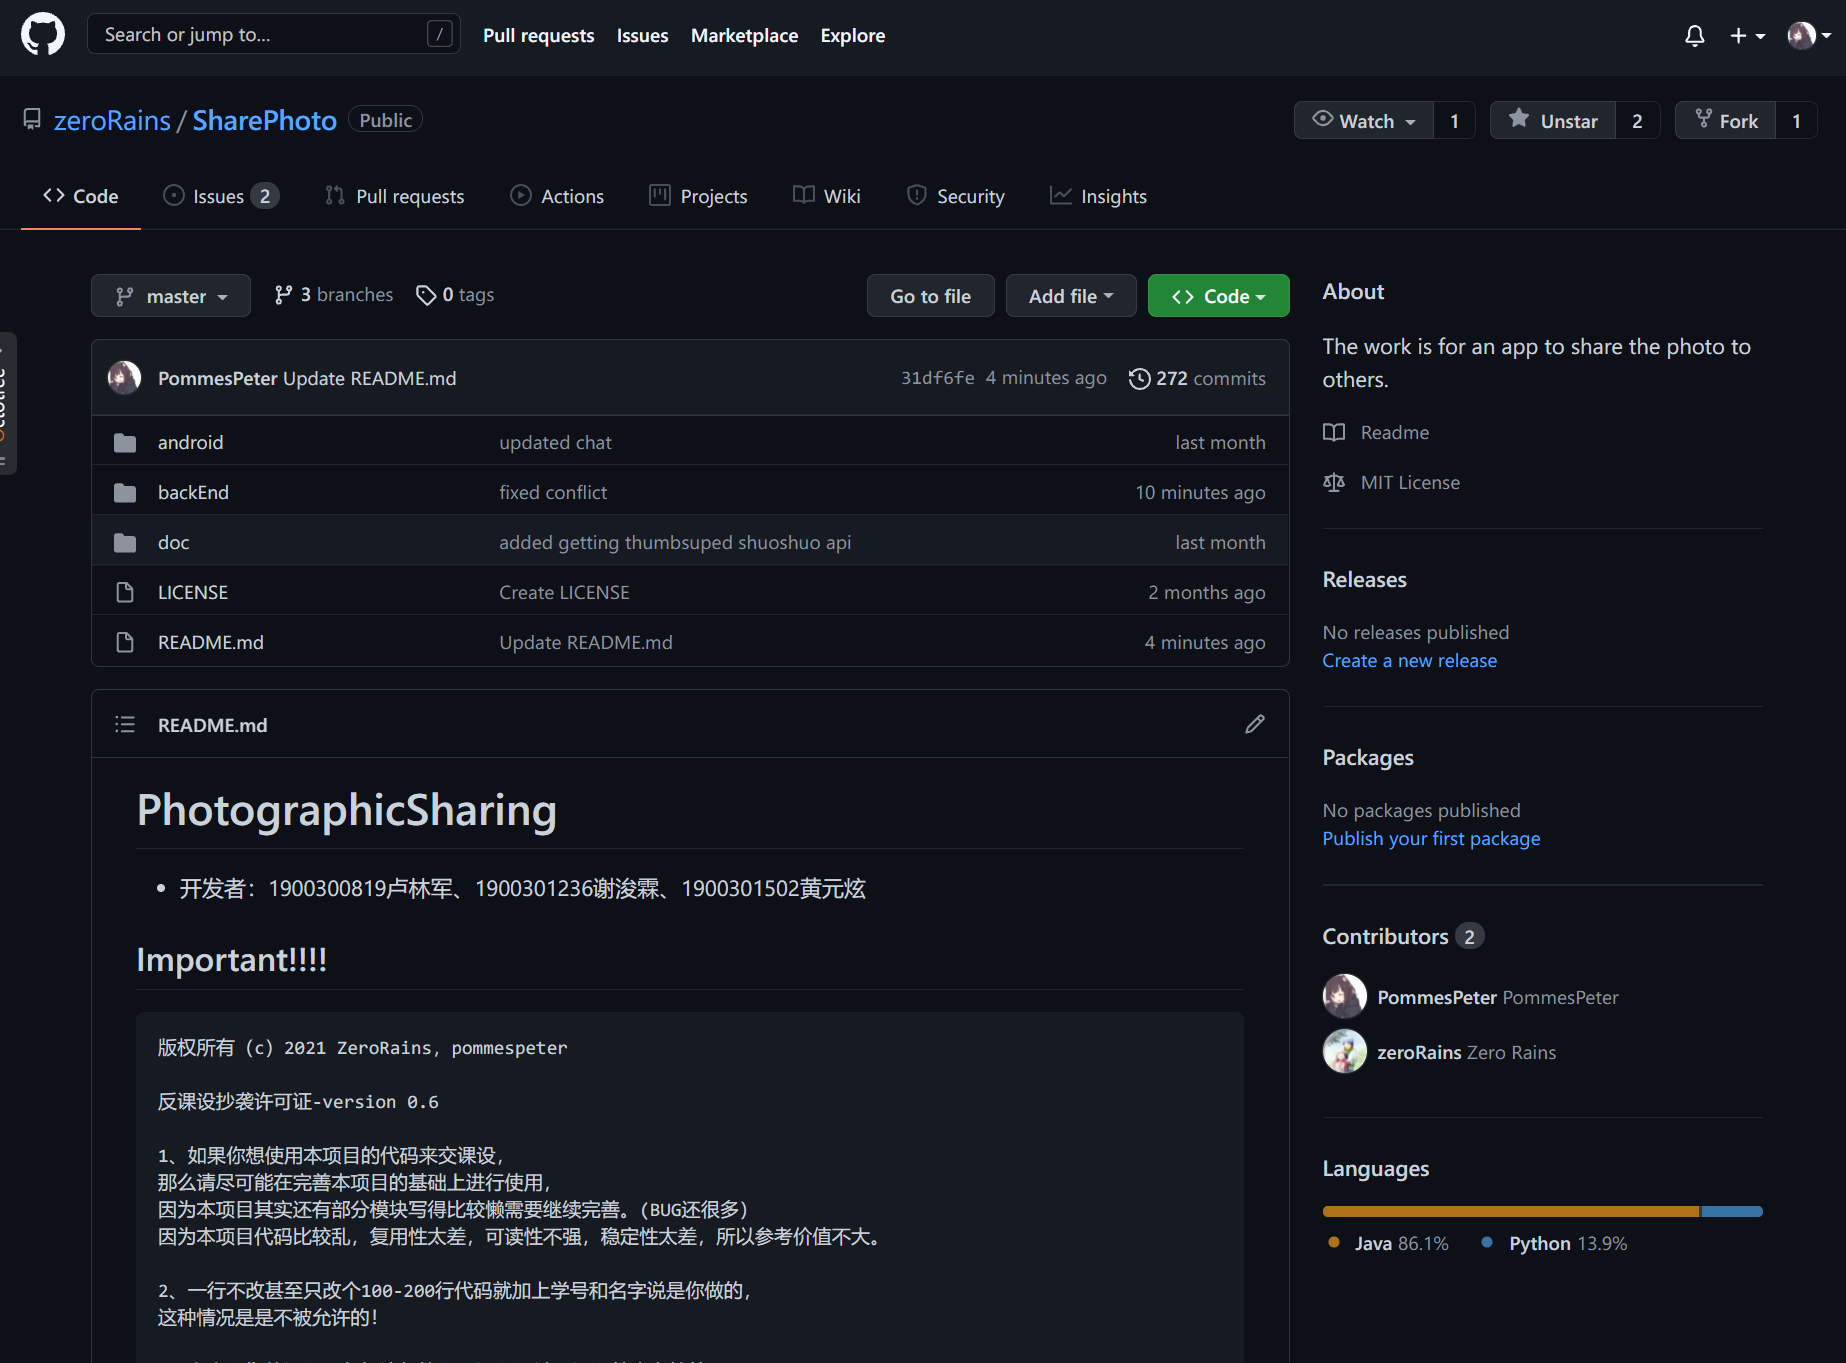 Search or jump to... /
Pull requests Issues Marketplace Explore
zeroRains / SharePhoto Public
Watch 1 Unstar 2 Fork 1
Code Issues 2 Pull requests Actions Projects Wiki Security Insights
master 3 branches 0 tags Go to file Add file Code
PommesPeter Update README.md 31df6fe 4 minutes ago 272 commits
android updated chat last month
backEnd fixed conflict 10 minutes ago
doc added getting thumbsuped shuoshuo api last month
LICENSE Create LICENSE 2 months ago
README.md Update README.md 4 minutes ago
README.md
PhotographicSharing
开发者：1900300819卢林军、1900301236谢浚霖、1900301502黄元炫
Important!!!!
版权所有 (c) 2021 ZeroRains, pommespeter
反课设抄袭许可证-version 0.6
1、如果你想使用本项目的代码来交课设，
那么请尽可能在完善本项目的基础上进行使用，
因为本项目其实还有部分模块写得比较懒需要继续完善。(BUG还很多)
因为本项目代码比较乱，复用性太差，可读性不强，稳定性太差，所以参考价值不大。
2、一行不改甚至只改个100-200行代码就加上学号和名字说是你做的，
这种情况是是不被允许的!
About
The work is for an app to share the photo to
others.
Readme
MIT License
Releases
No releases published
Create a new release
Packages
No packages published
Publish your first package
Contributors 2
PommesPeter PommesPeter
zeroRains Zero Rains
Languages
Java 86.1% Python 13.9%